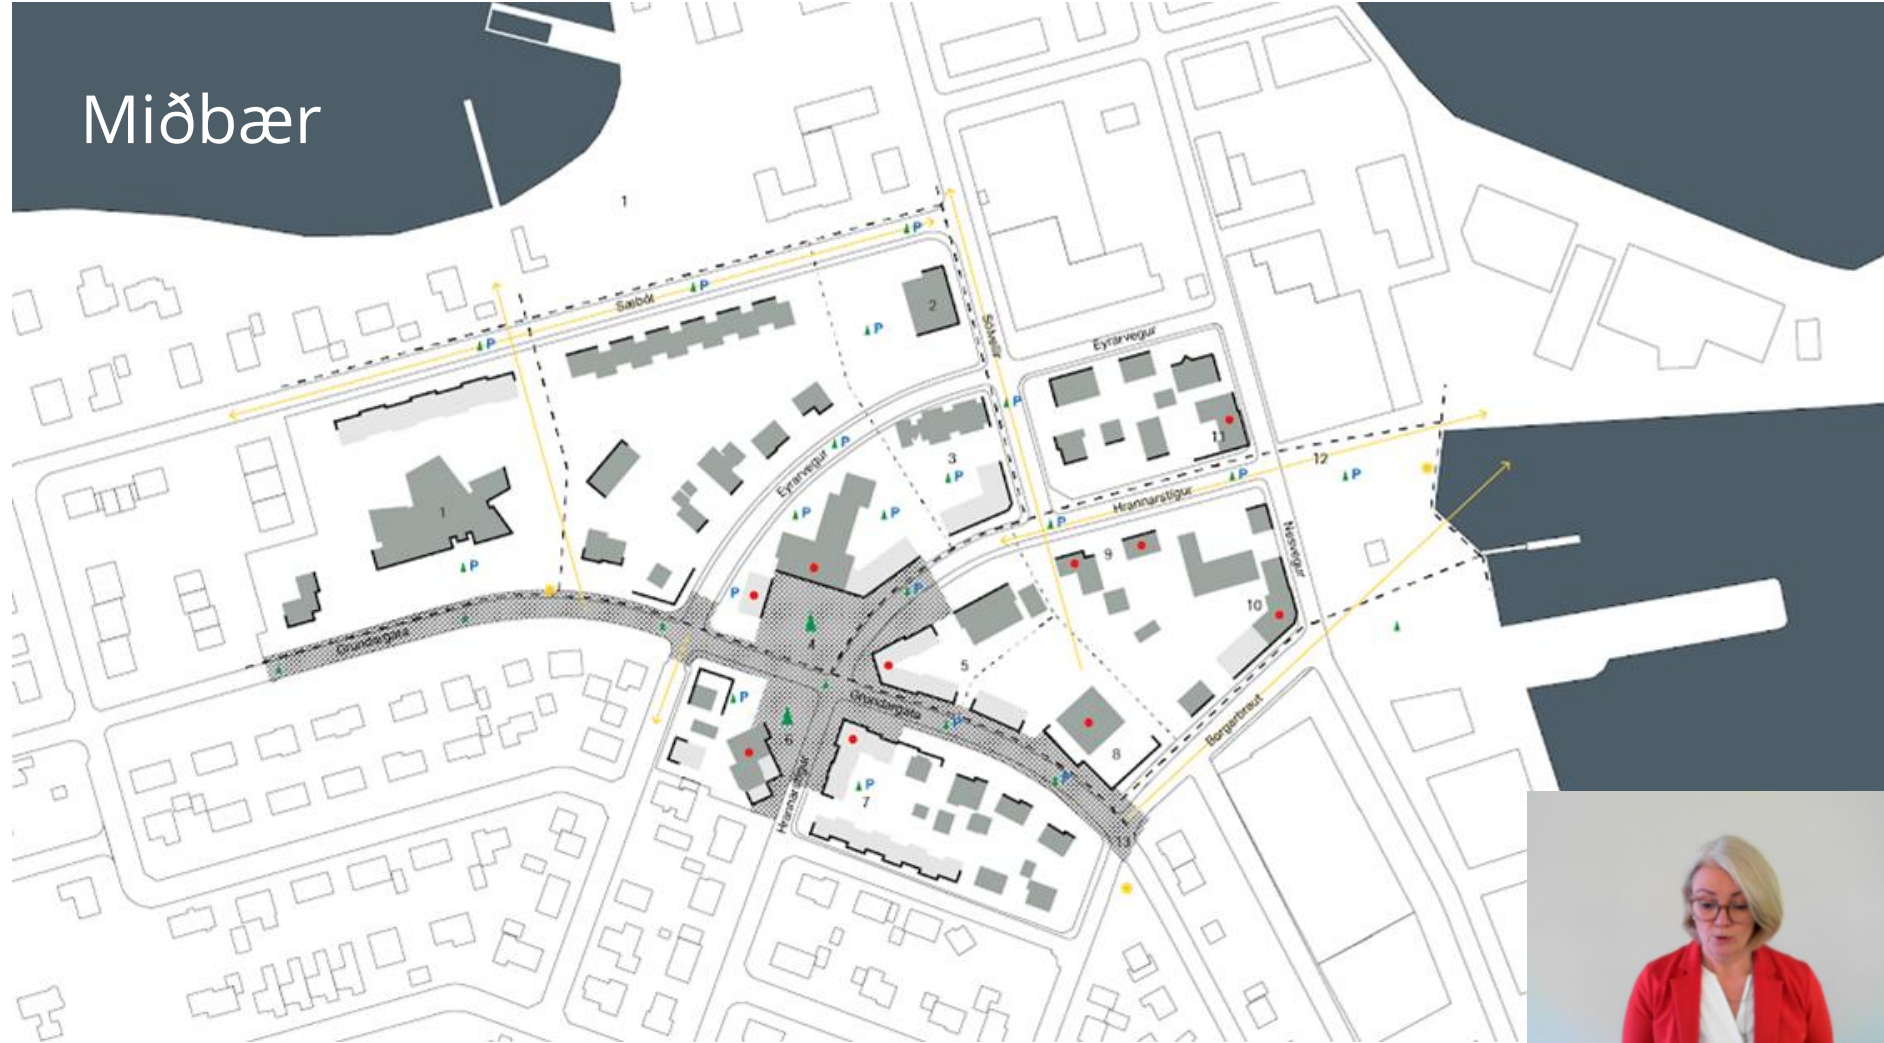 Miðbær
1
P
Sæból
P
P
2
P
Sólvellir
Eyrarvegur
P
P
Eyrarvegur
3
P
11
12
P
P
Hrannarstígur
P
1
P
P
P
Nesvegur
9
P
P
10
Grundargata
4
5
P
Grundargata
P
6
8
Borgarbraut
P
P
7
Hrannarstígur
13